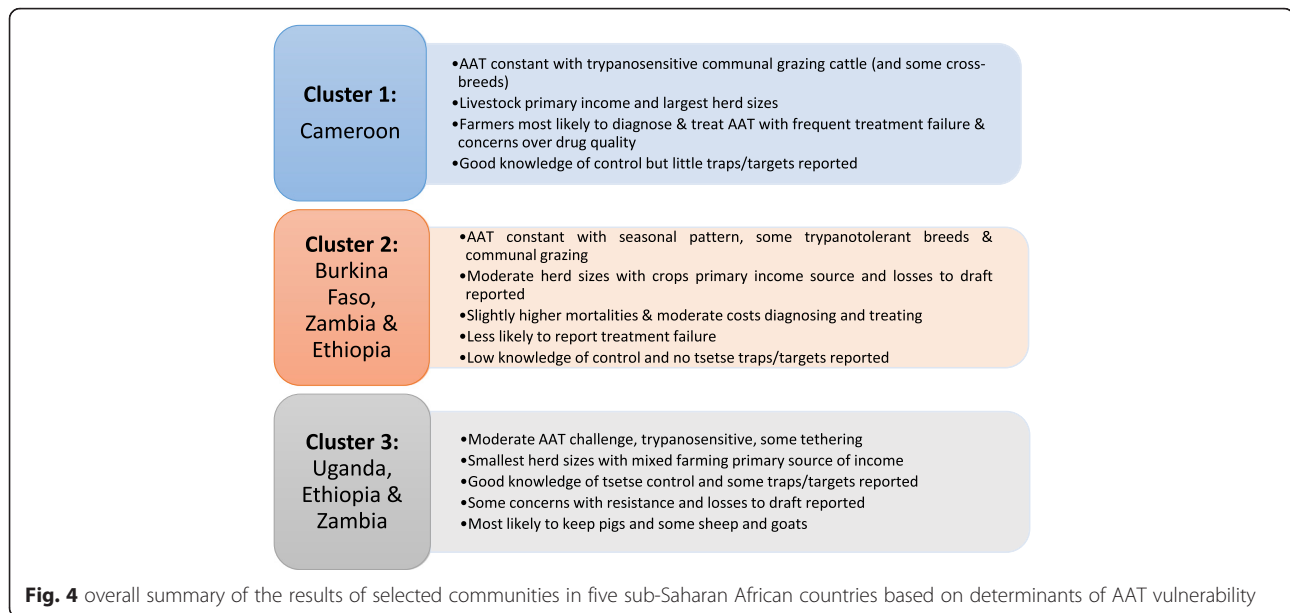 Cluster 1:
Cameroon
•AAT constant with trypanosensitive communal grazing cattle (and some cross-
breeds)
•Livestock primary income and largest herd sizes
•Farmers most likely to diagnose & treat AAT with frequent treatment failure &
concerns over drug quality
•Good knowledge of control but little traps/targets reported
Cluster 2:
Burkina
Faso,
Zambia &
Ethiopia
•AAT constant with seasonal pattern, some trypanotolerant breeds &
communal grazing
•Moderate herd sizes with crops primary income source and losses to draft
reported
•Slightly higher mortalities & moderate costs diagnosing and treating
•Less likely to report treatment failure
•Low knowledge of control and no tsetse traps/targets reported
Cluster 3:
Uganda,
Ethiopia &
Zambia
•Moderate AAT challenge, trypanosensitive, some tethering
•Smallest herd sizes with mixed farming primary source of income
•Good knowledge of tsetse control and some traps/targets reported
•Some concerns with resistance and losses to draft reported
•Most likely to keep pigs and some sheep and goats
Fig. 4 overall summary of the results of selected communities in five sub-Saharan African countries based on determinants of AAT vulnerability